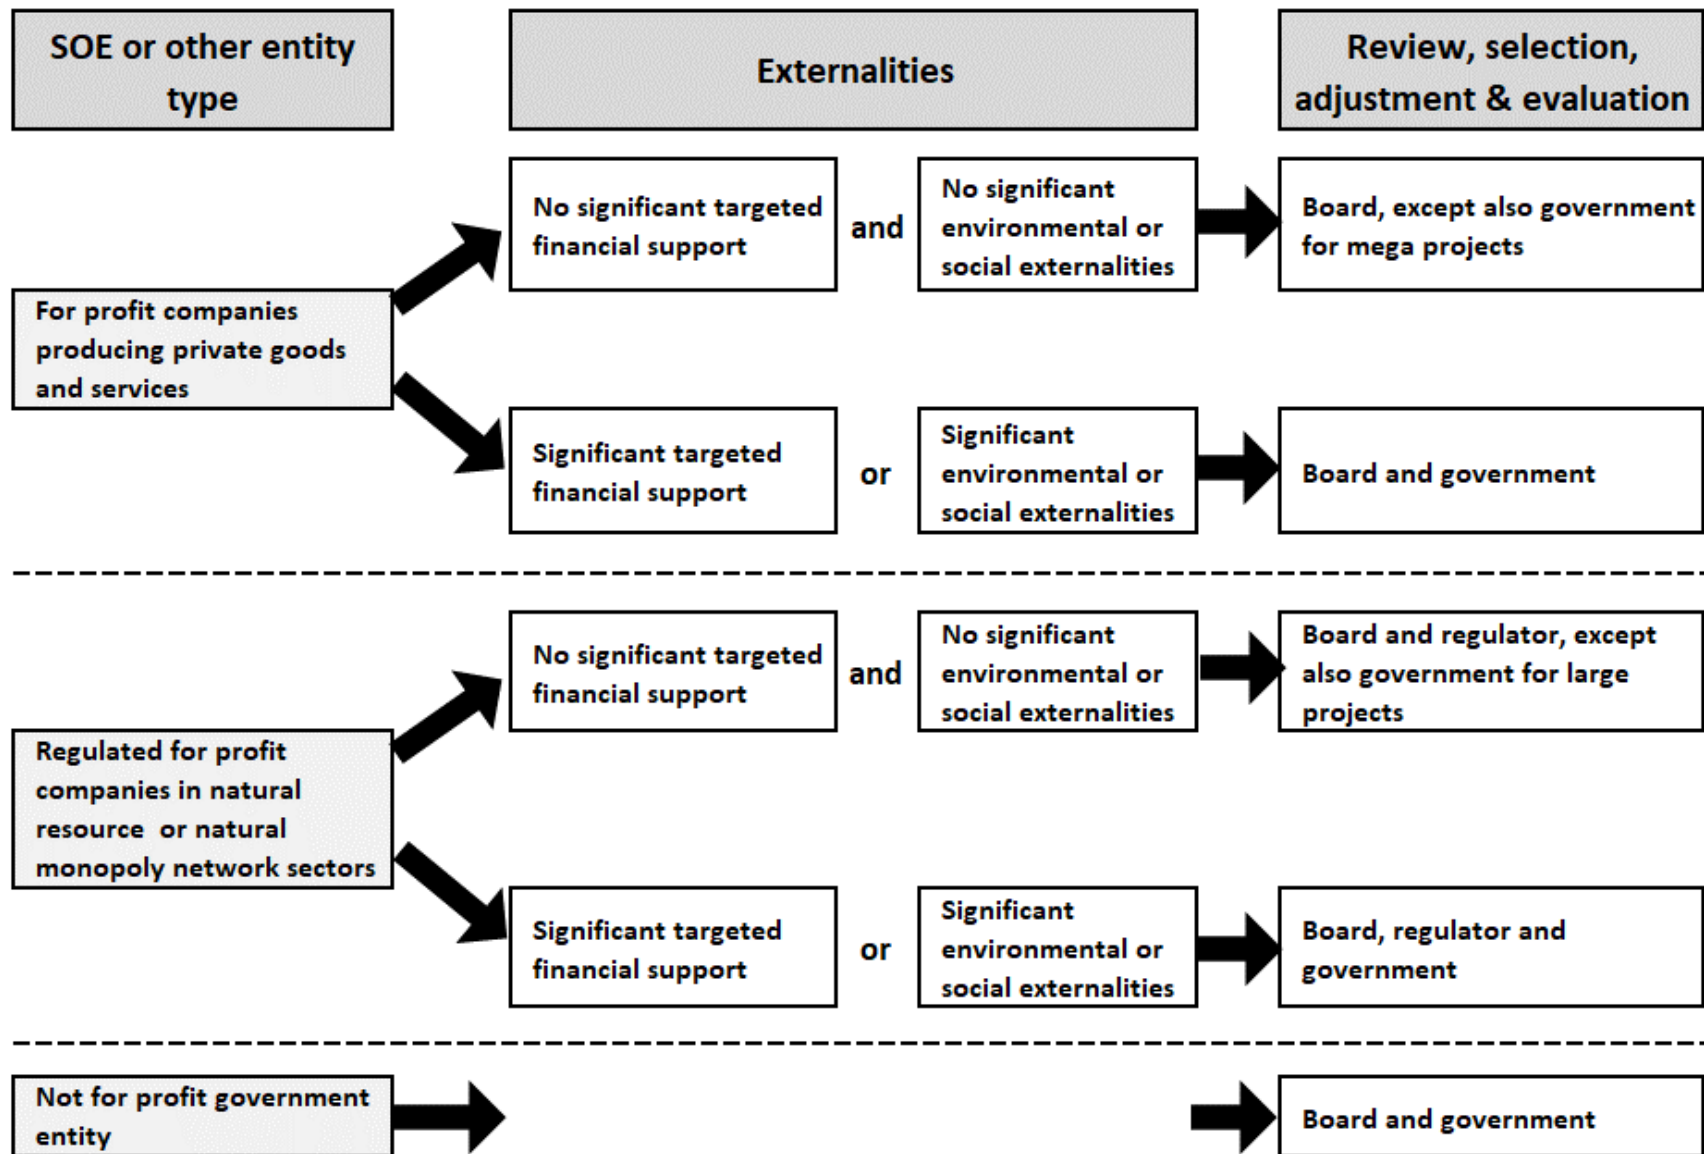 SOE or other entity
type
Externalities
Review, selection,
adjustment & evaluation
For profit companies
producing private goods
and services
No significant targeted
financial support
and
No significant
environmental or
social externalities
Board, except also government
for mega projects
Significant targeted
financial support
or
Significant
environmental or
social externalities
Board and government
Regulated for profit
companies in natural
resource or natural
monopoly network sectors
No significant targeted
financial support
and
No significant
environmental or
social externalities
Board and regulator, except
also government for large
projects
Significant targeted
financial support
or
Significant
environmental or
social externalities
Board, regulator and
government
Not for profit government
entity
Board and government